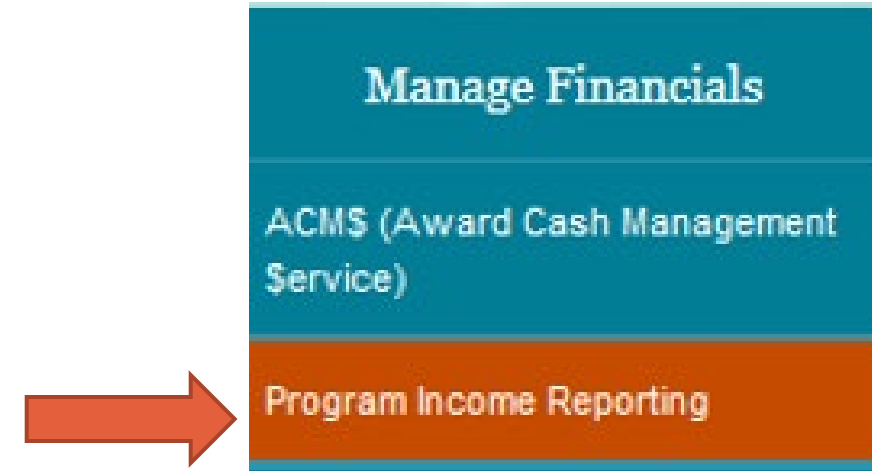 Manage Financials
ACM$ (Award Cash Management
$ervice)
Program Income Reporting